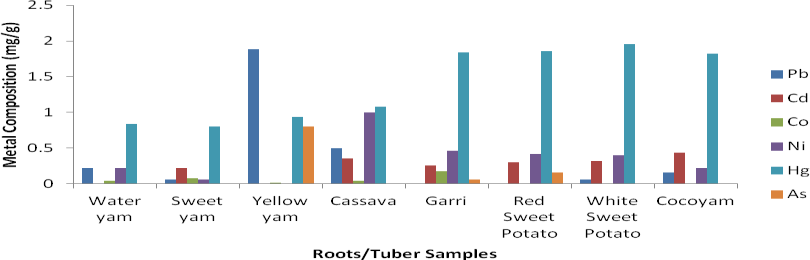 Metal Composition (mg/g)
2.5
2
1.5
1
0.5
0
Water yam
Sweet yam
Yellow yam
Cassava
Garri
Red Sweet Potato
White Sweet Potato
Cocoyam
Roots/Tuber Samples
Pb
Cd
Co
Ni
Hg
As